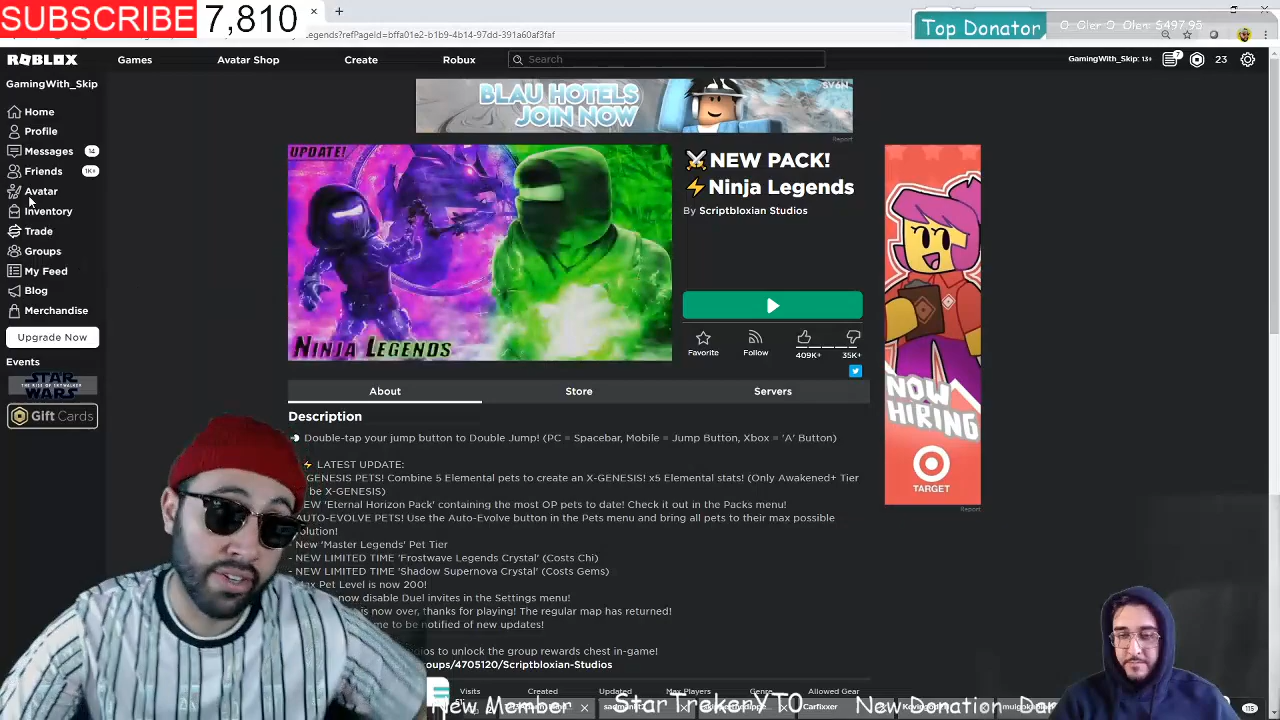 SUBSCRIBE 7,810
Top Donator
ROBLOX
Games
Avatar Shop
Create
Robux
Search
GamingWith_Skip: 13+
23
GamingWith_Skip
Home
Profile
Messages 14
Friends 1K+
Avatar
Inventory
Trade
Groups
My Feed
Blog
Merchandise
Upgrade Now
Events
STAR WARS
Gift Cards
BLAU HOTELS
JOIN NOW
Report
UPDATE!
NINJA LEGENDS
NEW PACK!
⚡Ninja Legends
By Scriptbloxian Studios
Favorite
Follow
409K+
35K+
NOW
HIRING
TARGET
Report
About
Store
Servers
Description
Double-tap your jump button to Double Jump! (PC = Spacebar, Mobile = Jump Button, Xbox = 'A' Button)
⚡ LATEST UPDATE:
GENESIS PETS! Combine 5 Elemental pets to create an X-GENESIS! x5 Elemental stats! (Only Awakened+ Tier
be X-GENESIS)
'Eternal Horizon Pack' containing the most OP pets to date! Check it out in the Packs menu!
AUTO-EVOLVE PETS! Use the Auto-Evolve button in the Pets menu and bring all pets to their max possible
- New 'Master Legends' Pet Tier
- NEW LIMITED TIME 'Frostwave Legends Crystal' (Costs Chi)
- NEW LIMITED TIME 'Shadow Supernova Crystal' (Costs Gems)
Pet Level is now 200!
now disable Duel invites in the Settings menu!
is now over, thanks for playing! The regular map has returned!
to be notified of new updates!
to unlock the group rewards chest in-game!
/4705120/Scriptbloxian-Studios
Visits
Created
Updated
Max Players
Genre
Allowed Gear
StarTrokerYT0
New Donation
Carfixxer